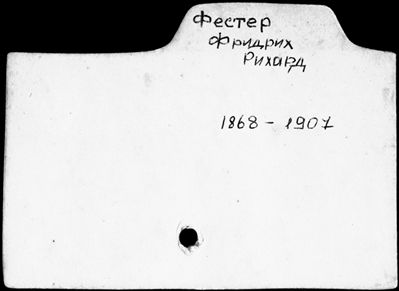 Фестер
Фридрих
Рихард
1868 - 1907